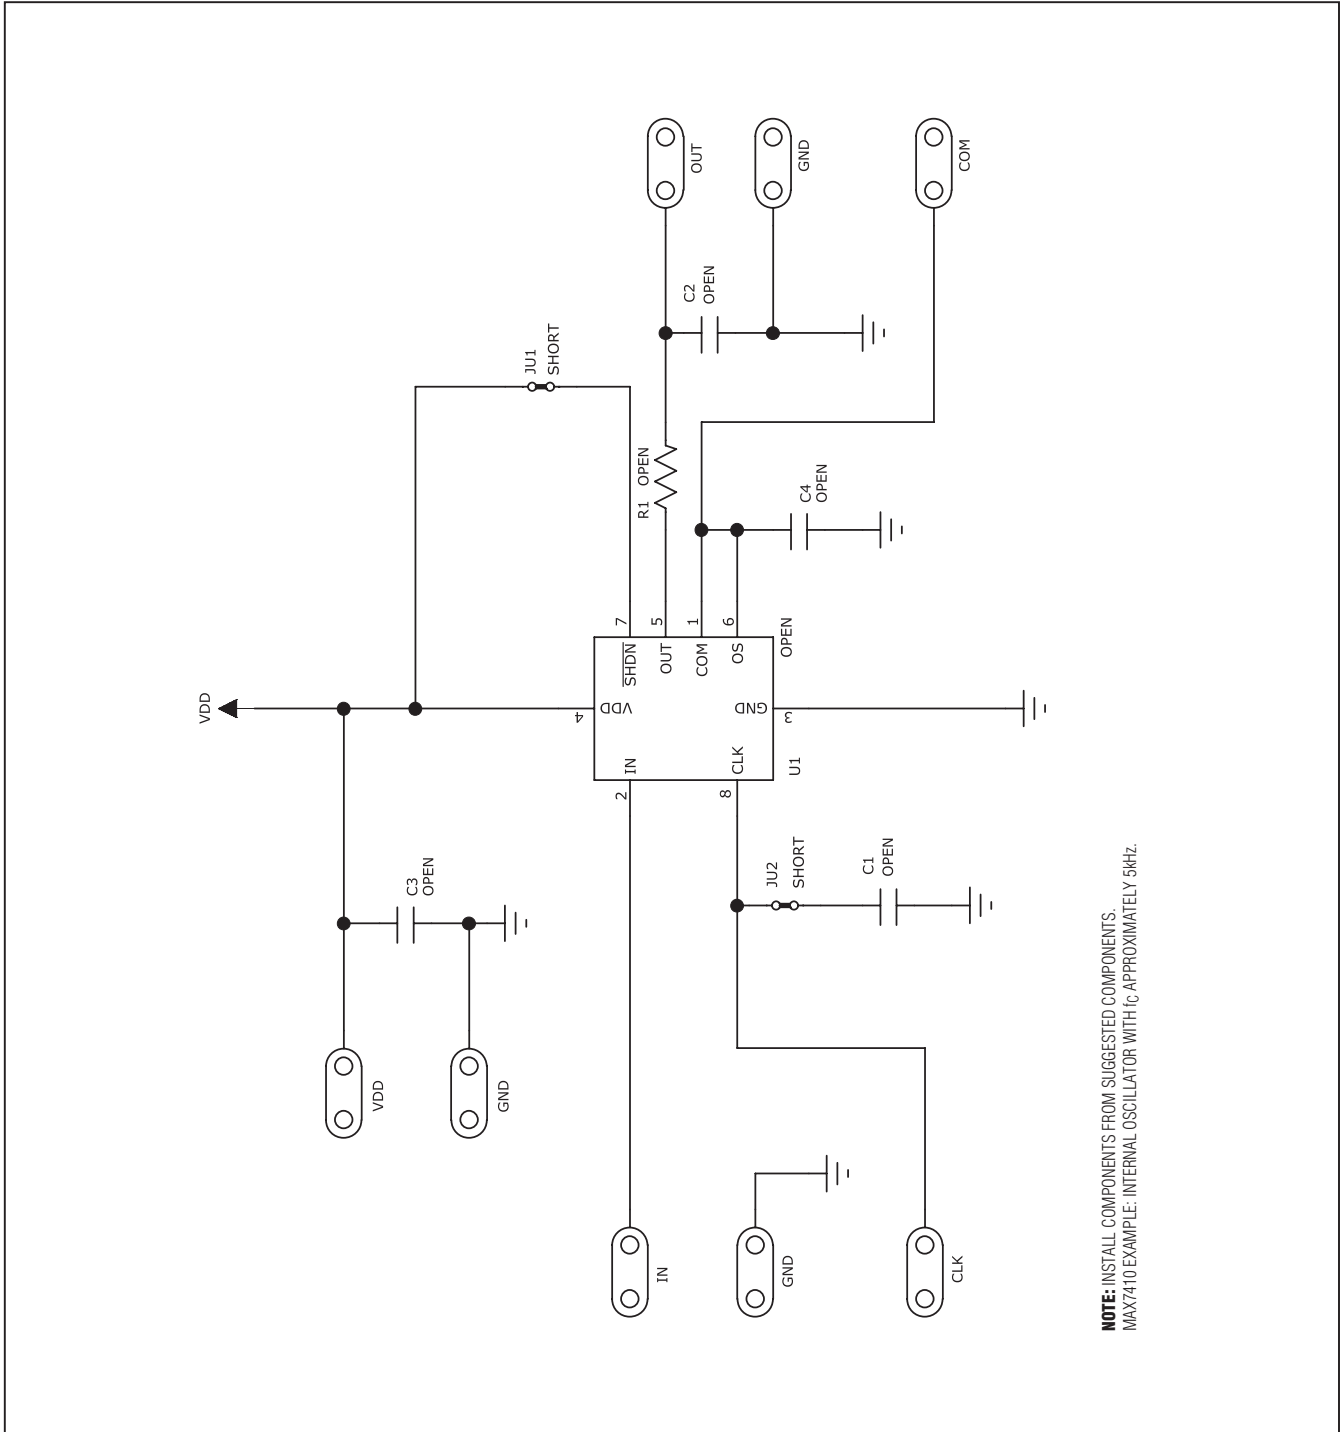 VDD
VDD
GND
C3
OPEN
JU1
SHORT
OUT
GND
COM
C2
OPEN
R1 OPEN
C4
OPEN
7
5
1
6
SHDN
OUT
COM
OS
OPEN
4
VDD
GND
3
IN
CLK
U1
2
8
JU2
SHORT
C1
OPEN
IN
GND
CLK
NOTE: INSTALL COMPONENTS FROM SUGGESTED COMPONENTS.
MAX7410 EXAMPLE: INTERNAL OSCILLATOR WITH fC APPROXIMATELY 5kHz.